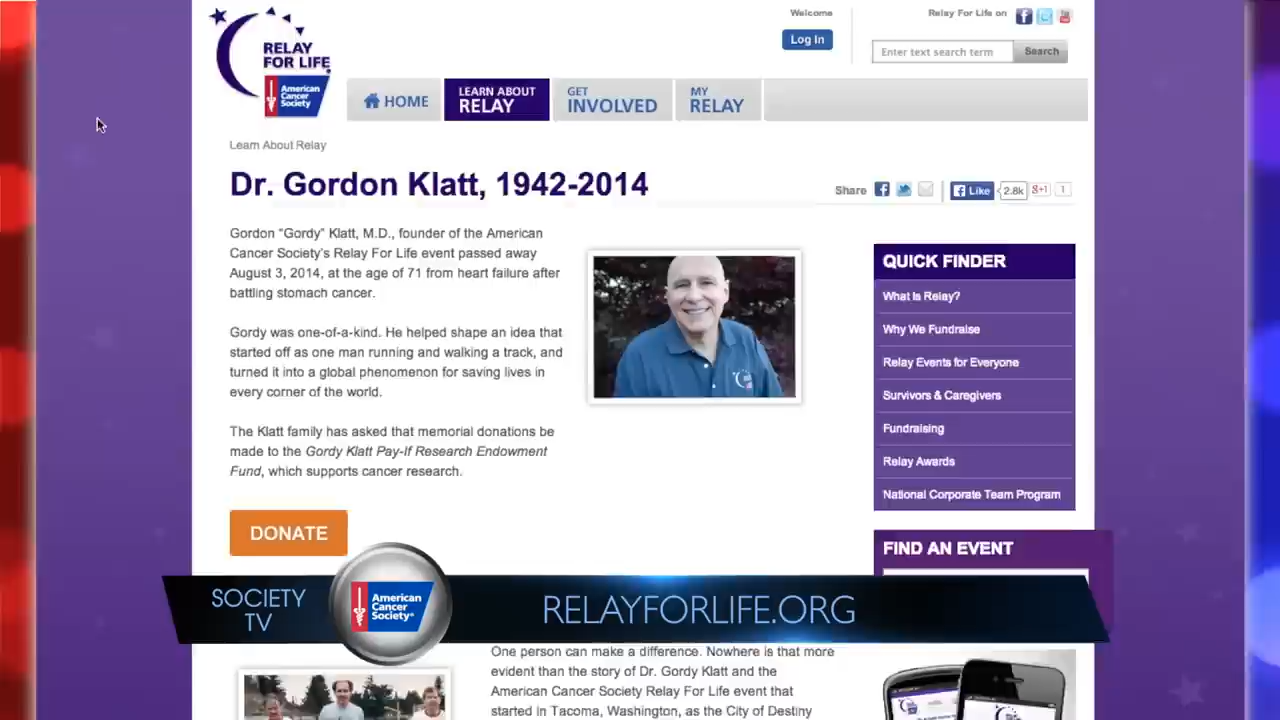 RELAY
FOR LIFE
American
Cancer
Society
Welcome
Log In
Relay For Life on
Enter text search term
Search
HOME
LEARN ABOUT
RELAY
GET
INVOLVED
MY
RELAY
Learn About Relay
Dr. Gordon Klatt, 1942-2014
Share
Like
2.8k
+1
1
Gordon "Gordy" Klatt, M.D., founder of the American
Cancer Society's Relay For Life event passed away
August 3, 2014, at the age of 71 from heart failure after
battling stomach cancer.
Gordy was one-of-a-kind. He helped shape an idea that
started off as one man running and walking a track, and
turned it into a global phenomenon for saving lives in
every corner of the world.
The Klatt family has asked that memorial donations be
made to the Gordy Klatt Pay-If Research Endowment
Fund, which supports cancer research.
DONATE
QUICK FINDER
What Is Relay?
Why We Fundraise
Relay Events for Everyone
Survivors & Caregivers
Fundraising
Relay Awards
National Corporate Team Program
FIND AN EVENT
SOCIETY
TV
American
Cancer
Society®
RELAYFORLIFE.ORG
One person can make a difference. Nowhere is that more
evident than the story of Dr. Gordy Klatt and the
American Cancer Society Relay For Life event that
started in Tacoma, Washington, as the City of Destiny